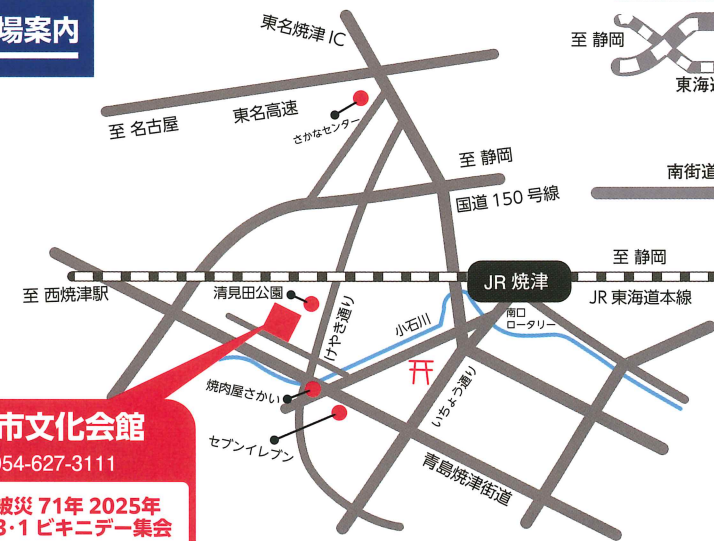 場案内
東名焼津IC
至 静岡
東海道
至 名古屋
東名高速
さかなセンター
至 静岡
国道150号線
南街道
至 西焼津駅
清見田公園
JR 焼津
至 静岡
JR 東海道本線
けやき通り
小石川
南口
ロータリー
焼肉屋さかい
いちょう通り
セブンイレブン
青島焼津街道
市文化会館
054-627-3111
被災 71年 2025年
3・1 ビキニデー集会